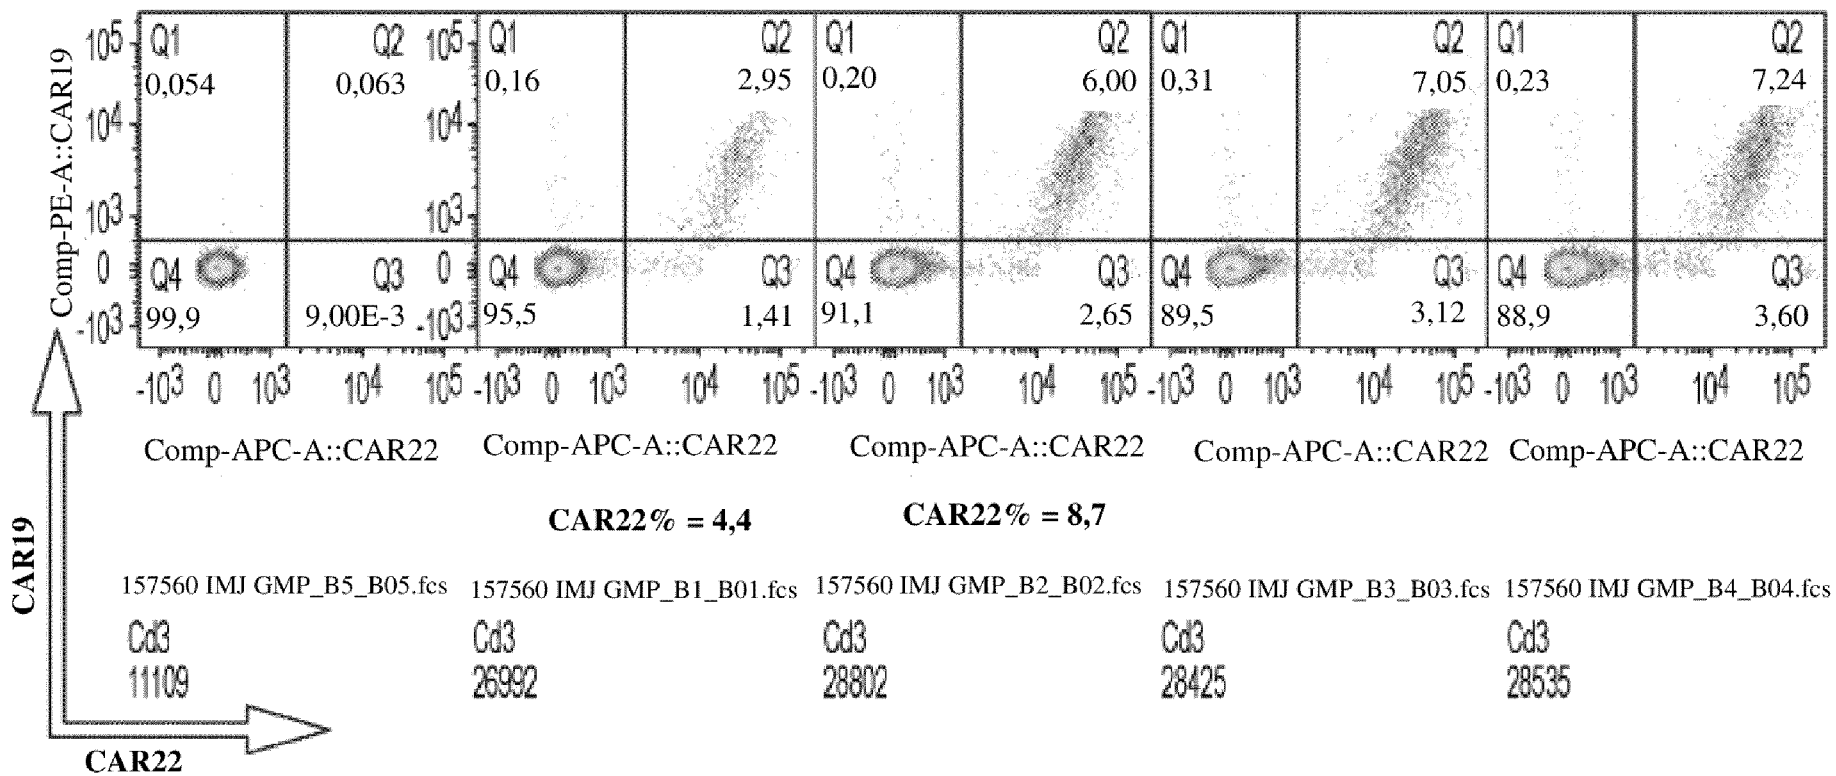 Comp-PE-A::CAR19
10⁵
10⁴
10³
0
-10³
Q1 Q2
0,054 0,063
Q4 Q3
99,9 9,00E-3
-10³ 0 10³ 10⁴ 10⁵
Comp-APC-A::CAR22
157560 IMJ GMP_B5_B05.fcs
Cd3
11109
10⁵
10⁴
10³
0
-10³
Q1 Q2
0,16 2,95
Q4 Q3
95,5 1,41
-10³ 0 10³ 10⁴ 10⁵
Comp-APC-A::CAR22
CAR22% = 4,4
157560 IMJ GMP_B1_B01.fcs
Cd3
26992
Q1 Q2
0,20 6,00
Q4 Q3
91,1 2,65
-10³ 0 10³ 10⁴ 10⁵
Comp-APC-A::CAR22
CAR22% = 8,7
157560 IMJ GMP_B2_B02.fcs
Cd3
28802
Q1 Q2
0,31 7,05
Q4 Q3
89,5 3,12
-10³ 0 10³ 10⁴ 10⁵
Comp-APC-A::CAR22
157560 IMJ GMP_B3_B03.fcs
Cd3
28425
Q1 Q2
0,23 7,24
Q4 Q3
88,9 3,60
-10³ 0 10³ 10⁴ 10⁵
Comp-APC-A::CAR22
157560 IMJ GMP_B4_B04.fcs
Cd3
28535
CAR19
CAR22